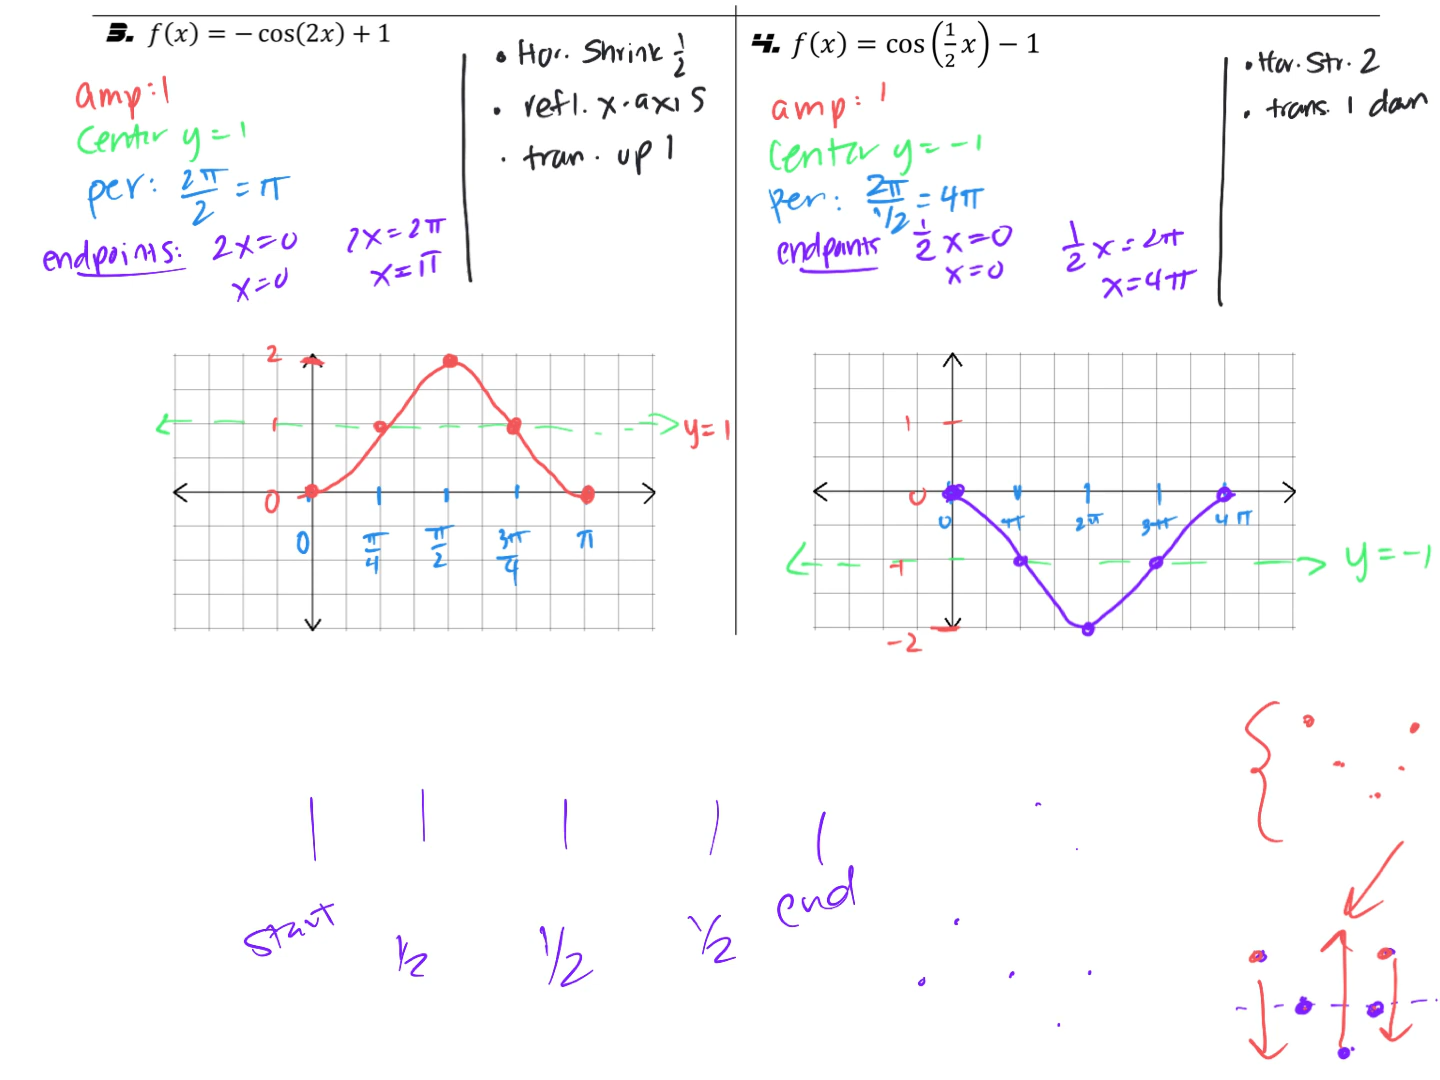 3. f(x) = − cos(2x) + 1
• Hor. Shrink 1/2
• refl. x-axis
• tran. up 1
amp: 1
Center y = 1
per: 2π/2 = π
endpoints: 2x=0 2x=2π
x=0 x=π
2
1
y=1
0
0 π/4 π/2 3π/4 π
4. f(x) = cos(1/2 x) − 1
• Hor. Str. 2
• trans. 1 down
amp: 1
Center y = -1
Per: 2π/1/2 = 4π
endpoints 1/2 x=0 1/2 x=2π
x=0 x=4π
1
0
0 π 2π 3π 4π
-1
y=-1
-2
start 1/2 1/2 1/2 end